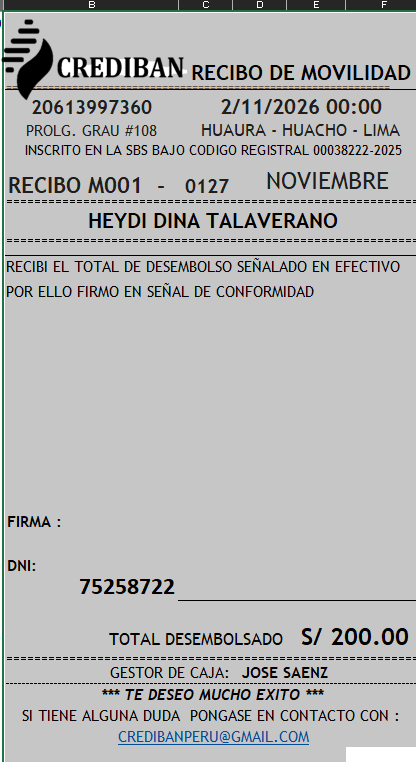 B C D E F
CREDIBAN RECIBO DE MOVILIDAD
20613997360 2/11/2026 00:00
PROLG. GRAU #108 HUAURA - HUACHO - LIMA
INSCRITO EN LA SBS BAJO CODIGO REGISTRAL 00038222-2025
RECIBO M001 - 0127 NOVIEMBRE
HEYDI DINA TALAVERANO
RECIBI EL TOTAL DE DESEMBOLSO SEÑALADO EN EFECTIVO
POR ELLO FIRMO EN SEÑAL DE CONFORMIDAD
FIRMA :
DNI:
75258722
TOTAL DESEMBOLSADO S/ 200.00
GESTOR DE CAJA: JOSE SAENZ
*** TE DESEO MUCHO EXITO ***
SI TIENE ALGUNA DUDA PONGASE EN CONTACTO CON :
CREDIBANPERU@GMAIL.COM